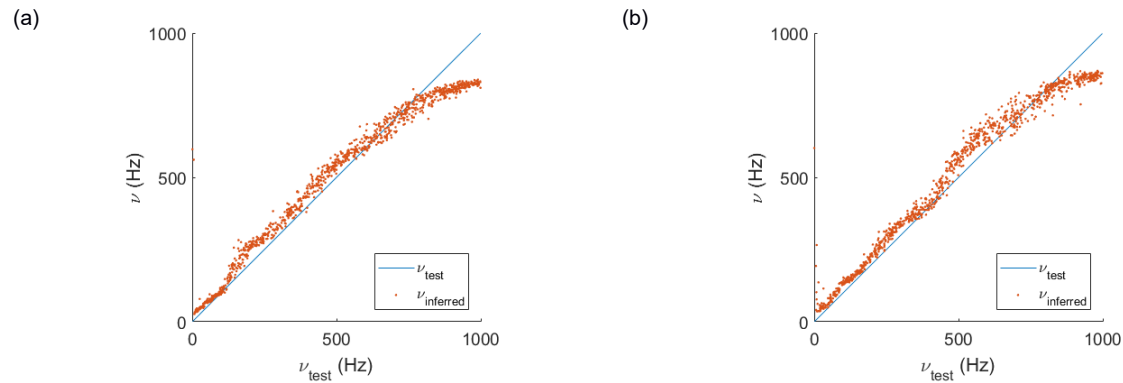 (a)
1000
500
0
ν (Hz)
0
500
1000
ν_test (Hz)
ν_test
ν_inferred
(b)
1000
500
0
ν (Hz)
0
500
1000
ν_test (Hz)
ν_test
ν_inferred